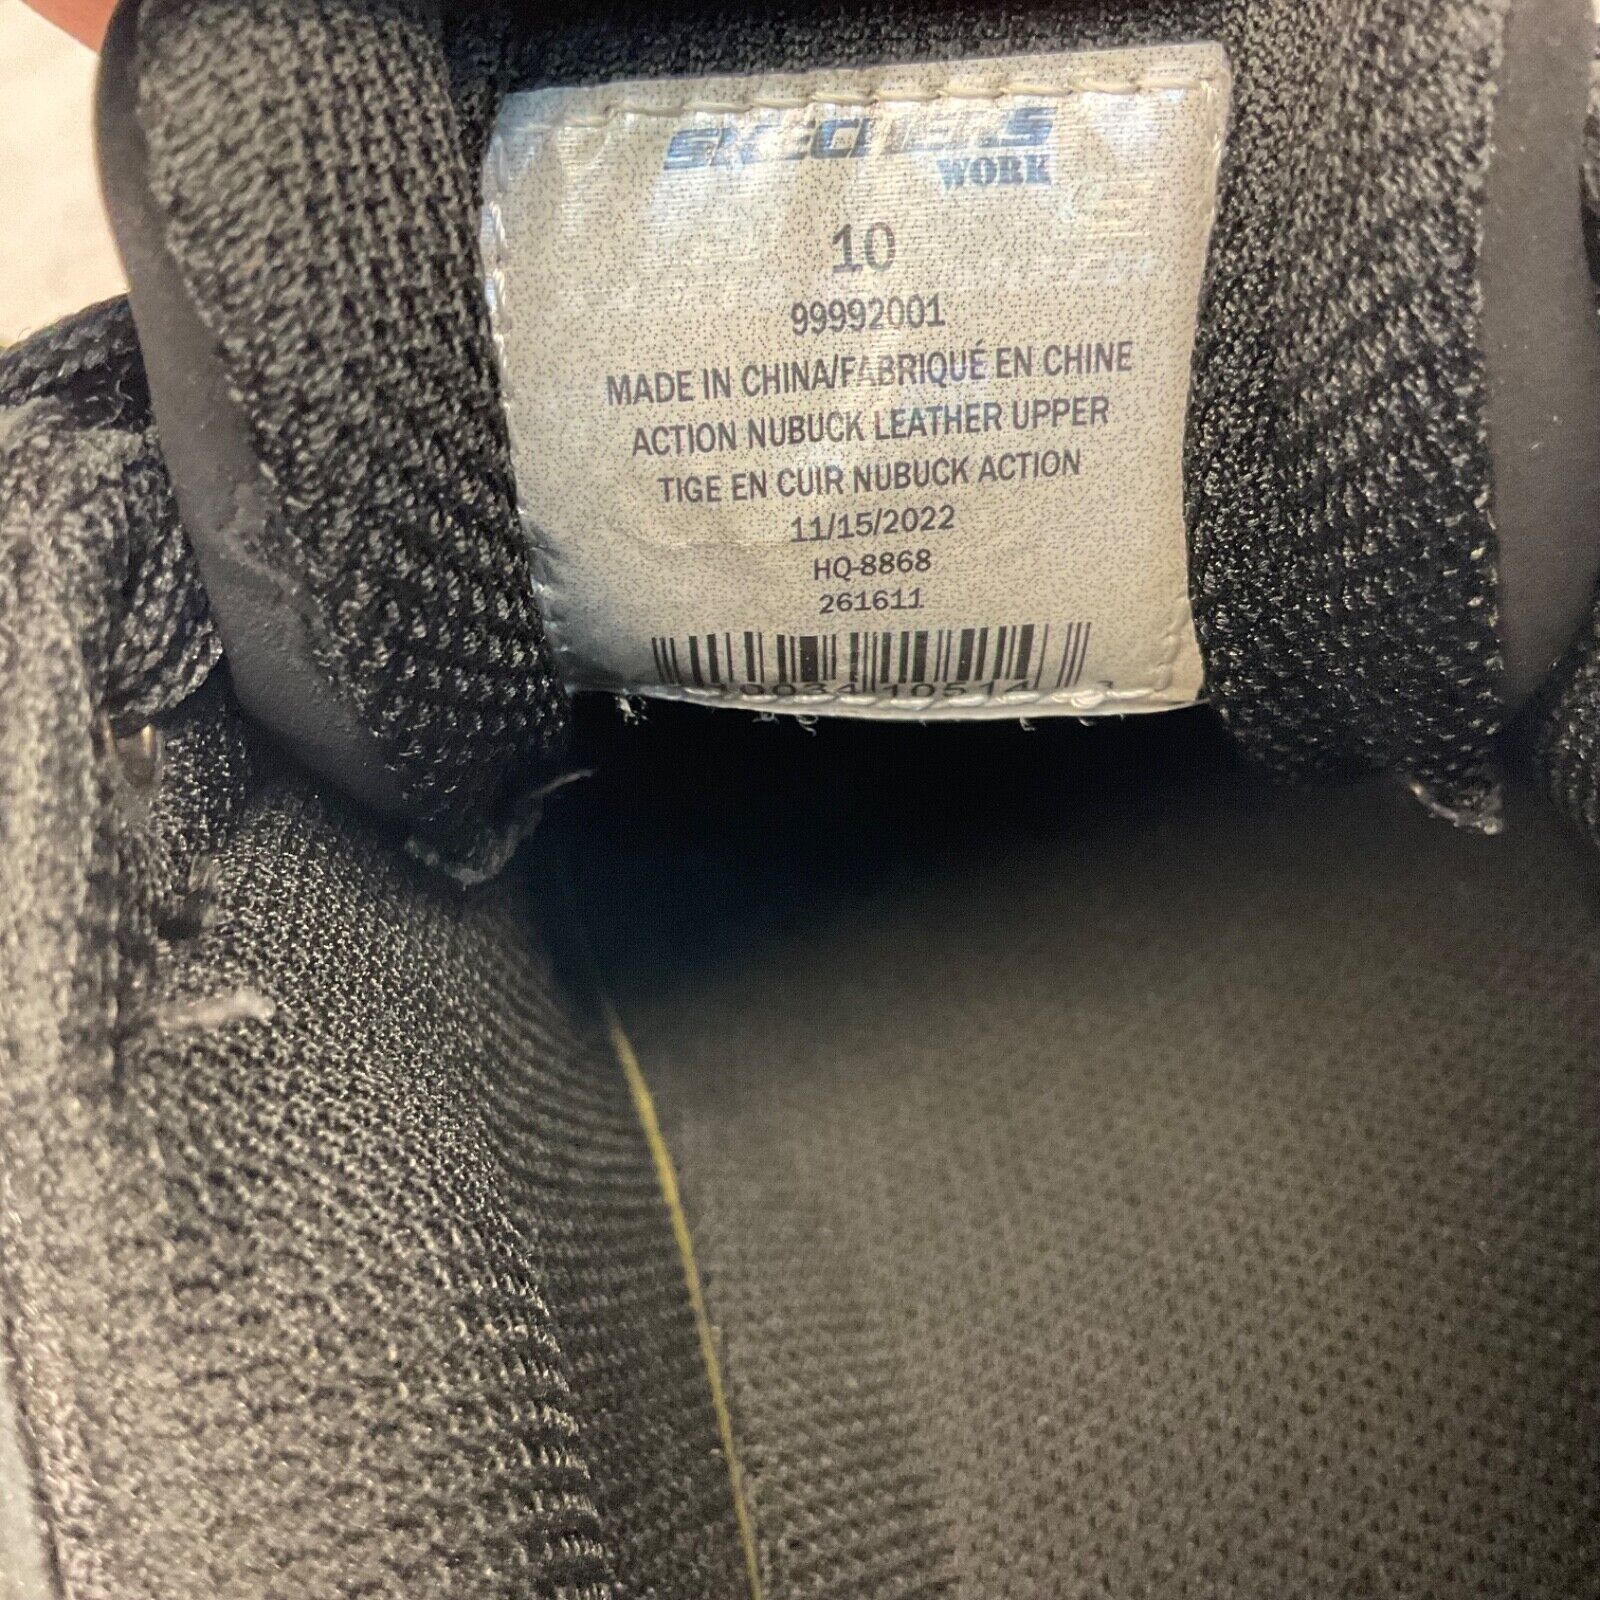 SKECHERS
WORK
10
99992001
MADE IN CHINA/FABRIQUÉ EN CHINE
ACTION NUBUCK LEATHER UPPER
TIGE EN CUIR NUBUCK ACTION
11/15/2022
HQ-8868
261611